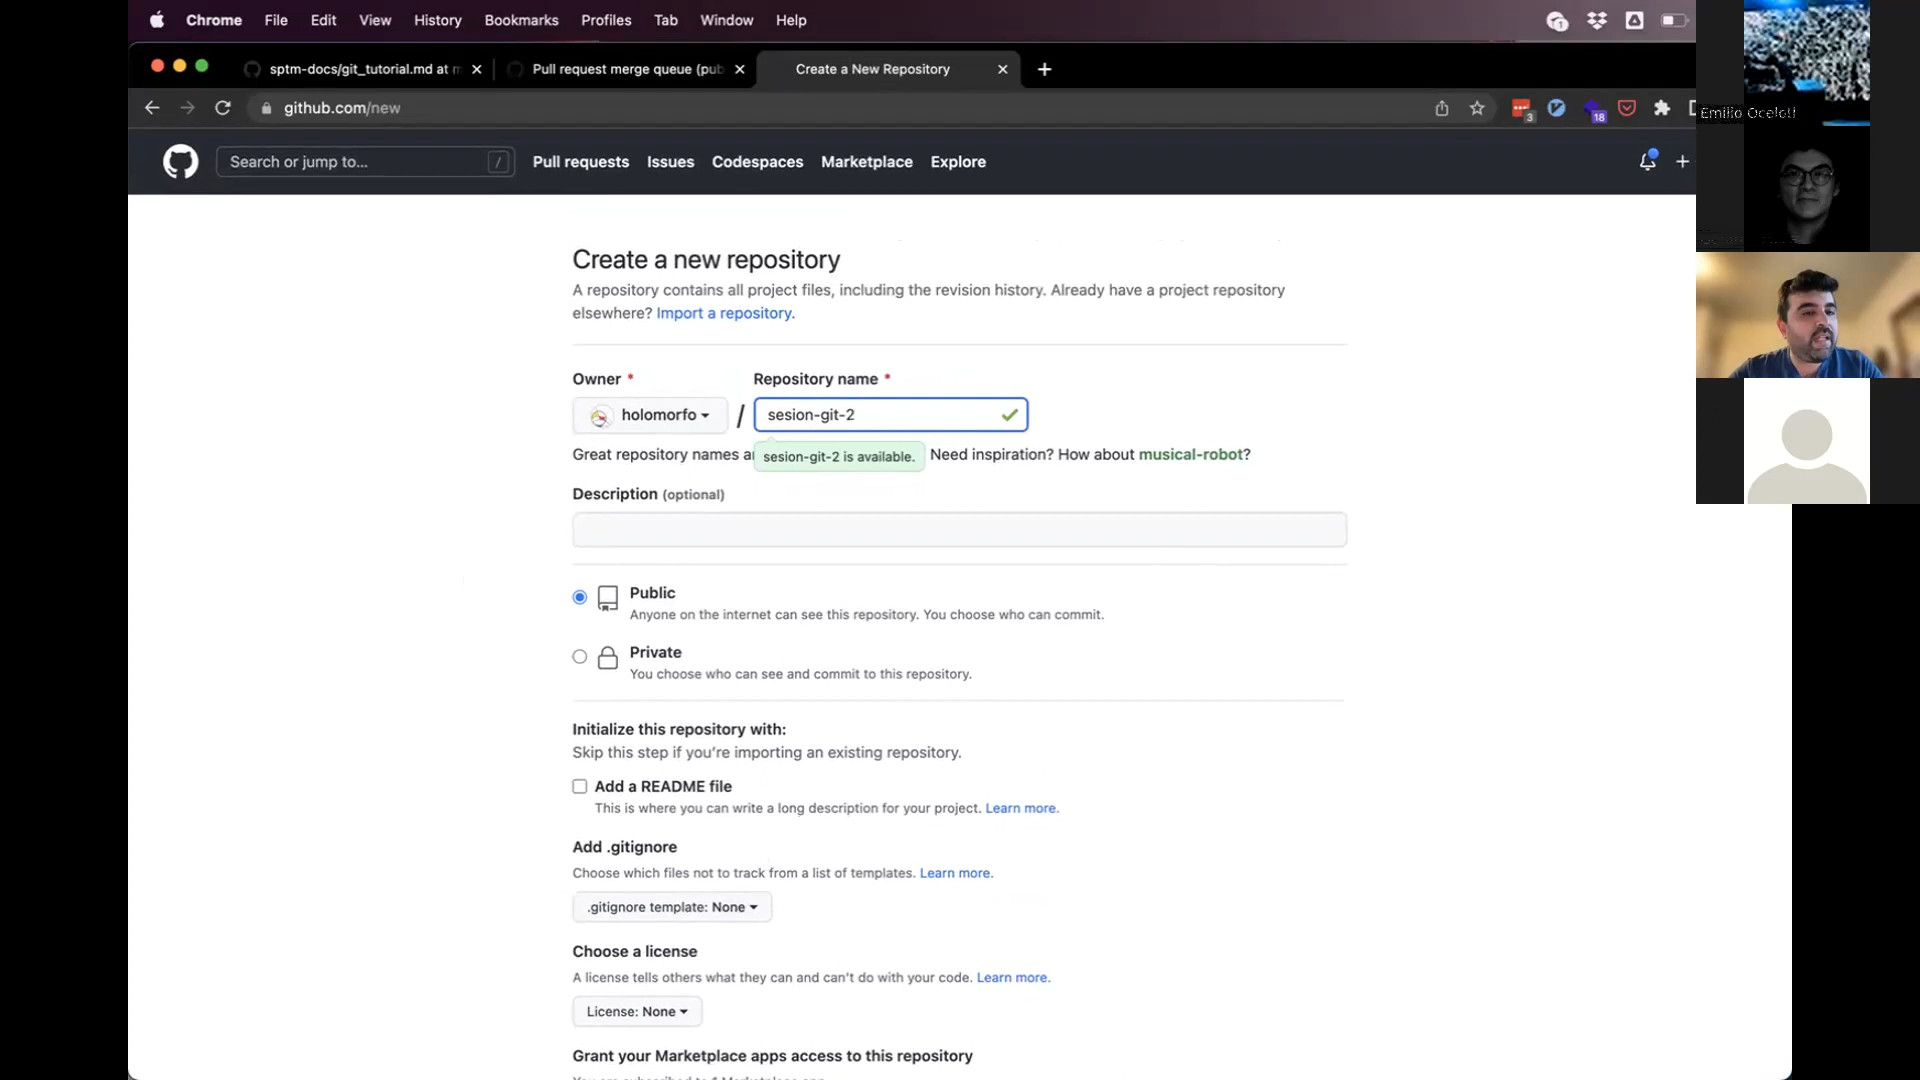 Chrome File Edit View History Bookmarks Profiles Tab Window Help
1
sptm-docs/git_tutorial.md at m
Pull request merge queue (pub
Create a New Repository
github.com/new
3
18
Emilio Ocelotl
Search or jump to... /
Pull requests Issues Codespaces Marketplace Explore
Create a new repository
A repository contains all project files, including the revision history. Already have a project repository
elsewhere? Import a repository.
Owner * Repository name *
holomorfo / sesion-git-2
Great repository names a
sesion-git-2 is available.
Need inspiration? How about musical-robot?
Description (optional)
Public
Anyone on the internet can see this repository. You choose who can commit.
Private
You choose who can see and commit to this repository.
Initialize this repository with:
Skip this step if you're importing an existing repository.
Add a README file
This is where you can write a long description for your project. Learn more.
Add .gitignore
Choose which files not to track from a list of templates. Learn more.
.gitignore template: None
Choose a license
A license tells others what they can and can't do with your code. Learn more.
License: None
Grant your Marketplace apps access to this repository